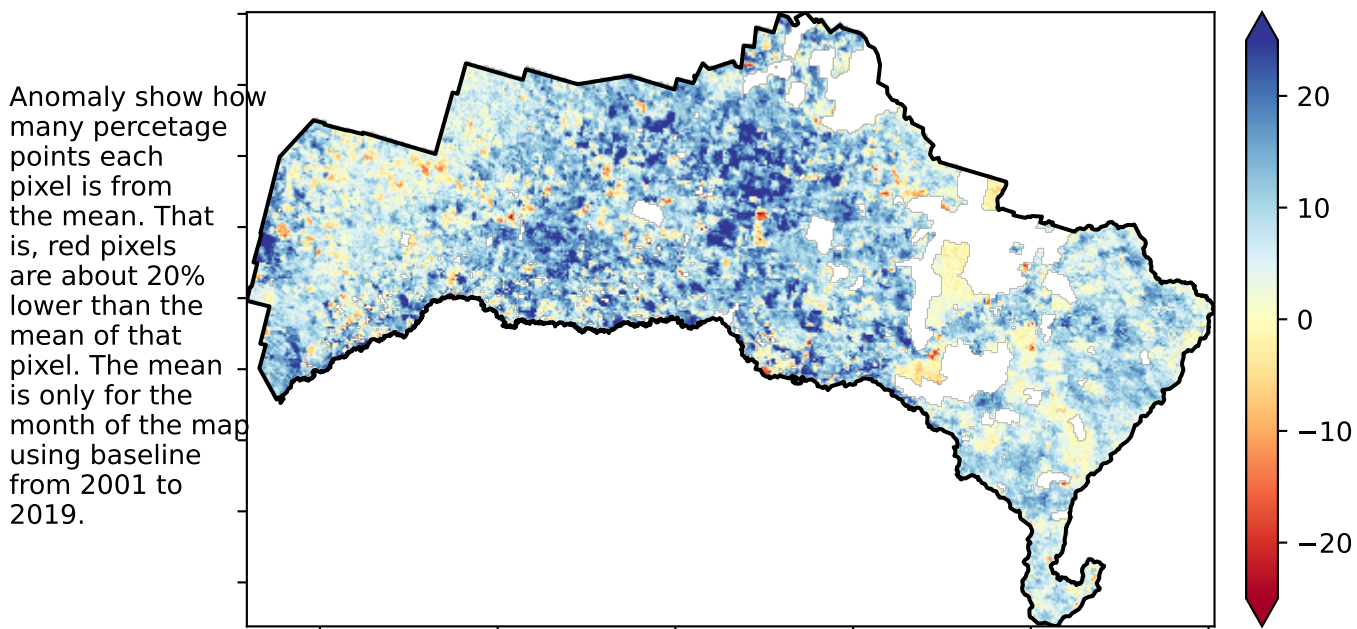 Anomaly show how
many percetage
points each
pixel is from
the mean. That
is, red pixels
are about 20%
lower than the
mean of that
pixel. The mean
is only for the
month of the map
using baseline
from 2001 to
2019.
20
10
0
−10
−20